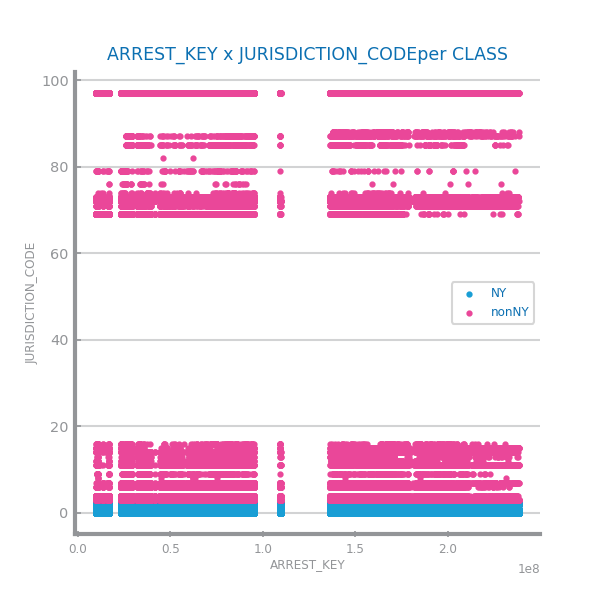 ARREST_KEY x JURISDICTION_CODEper CLASS
100
80
60
40
20
0
JURISDICTION_CODE
NY
nonNY
0.0 0.5 1.0 1.5 2.0
ARREST_KEY
1e8